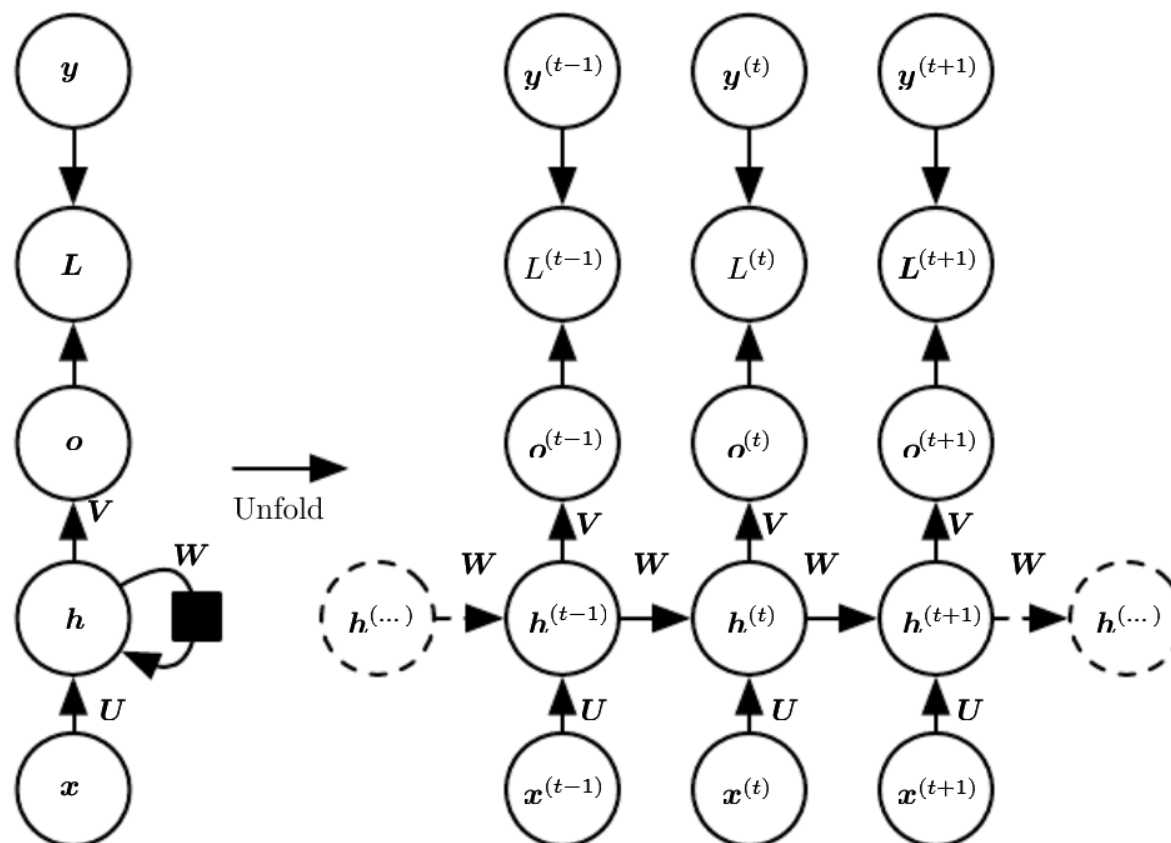 y y^{(t−1)} y^{(t)} y^{(t+1)}
L L^{(t−1)} L^{(t)} L^{(t+1)}
o o^{(t−1)} o^{(t)} o^{(t+1)}
Unfold
V V V V
W W W W W
h h^{(...)} h^{(t−1)} h^{(t)} h^{(t+1)} h^{(...)}
U U U U
x x^{(t−1)} x^{(t)} x^{(t+1)}